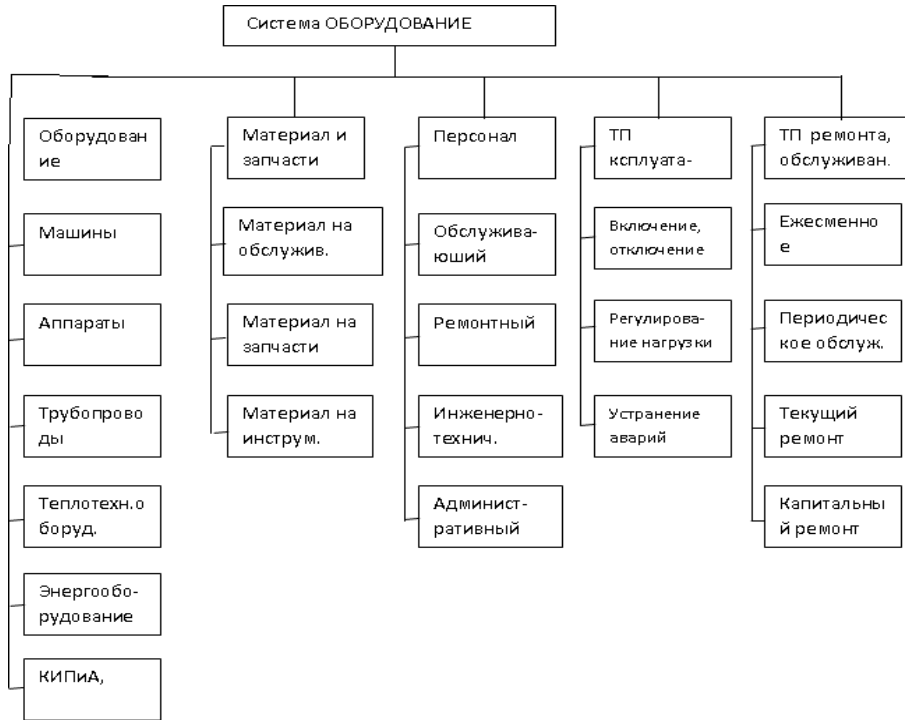 Система ОБОРУДОВАНИЕ
Оборудован
ие
Машины
Аппараты
Трубопрово
ды
Теплотехн.о
боруд.
Энергообо-
рудование
КИПиА,
Материал и
запчасти
Материал на
обслужив.
Материал на
запчасти
Материал на
инструм.
Персонал
Обслужива-
юший
Ремонтный
Инженерно-
технич.
Админист-
ративный
ТП
ксплуата-
Включение,
отключение
Регулирова-
ние нагрузки
Устранение
аварий
ТП ремонта,
обслуживан.
Ежесменно
е
Периодичес
кое обслуж.
Текущий
ремонт
Капитальны
й ремонт